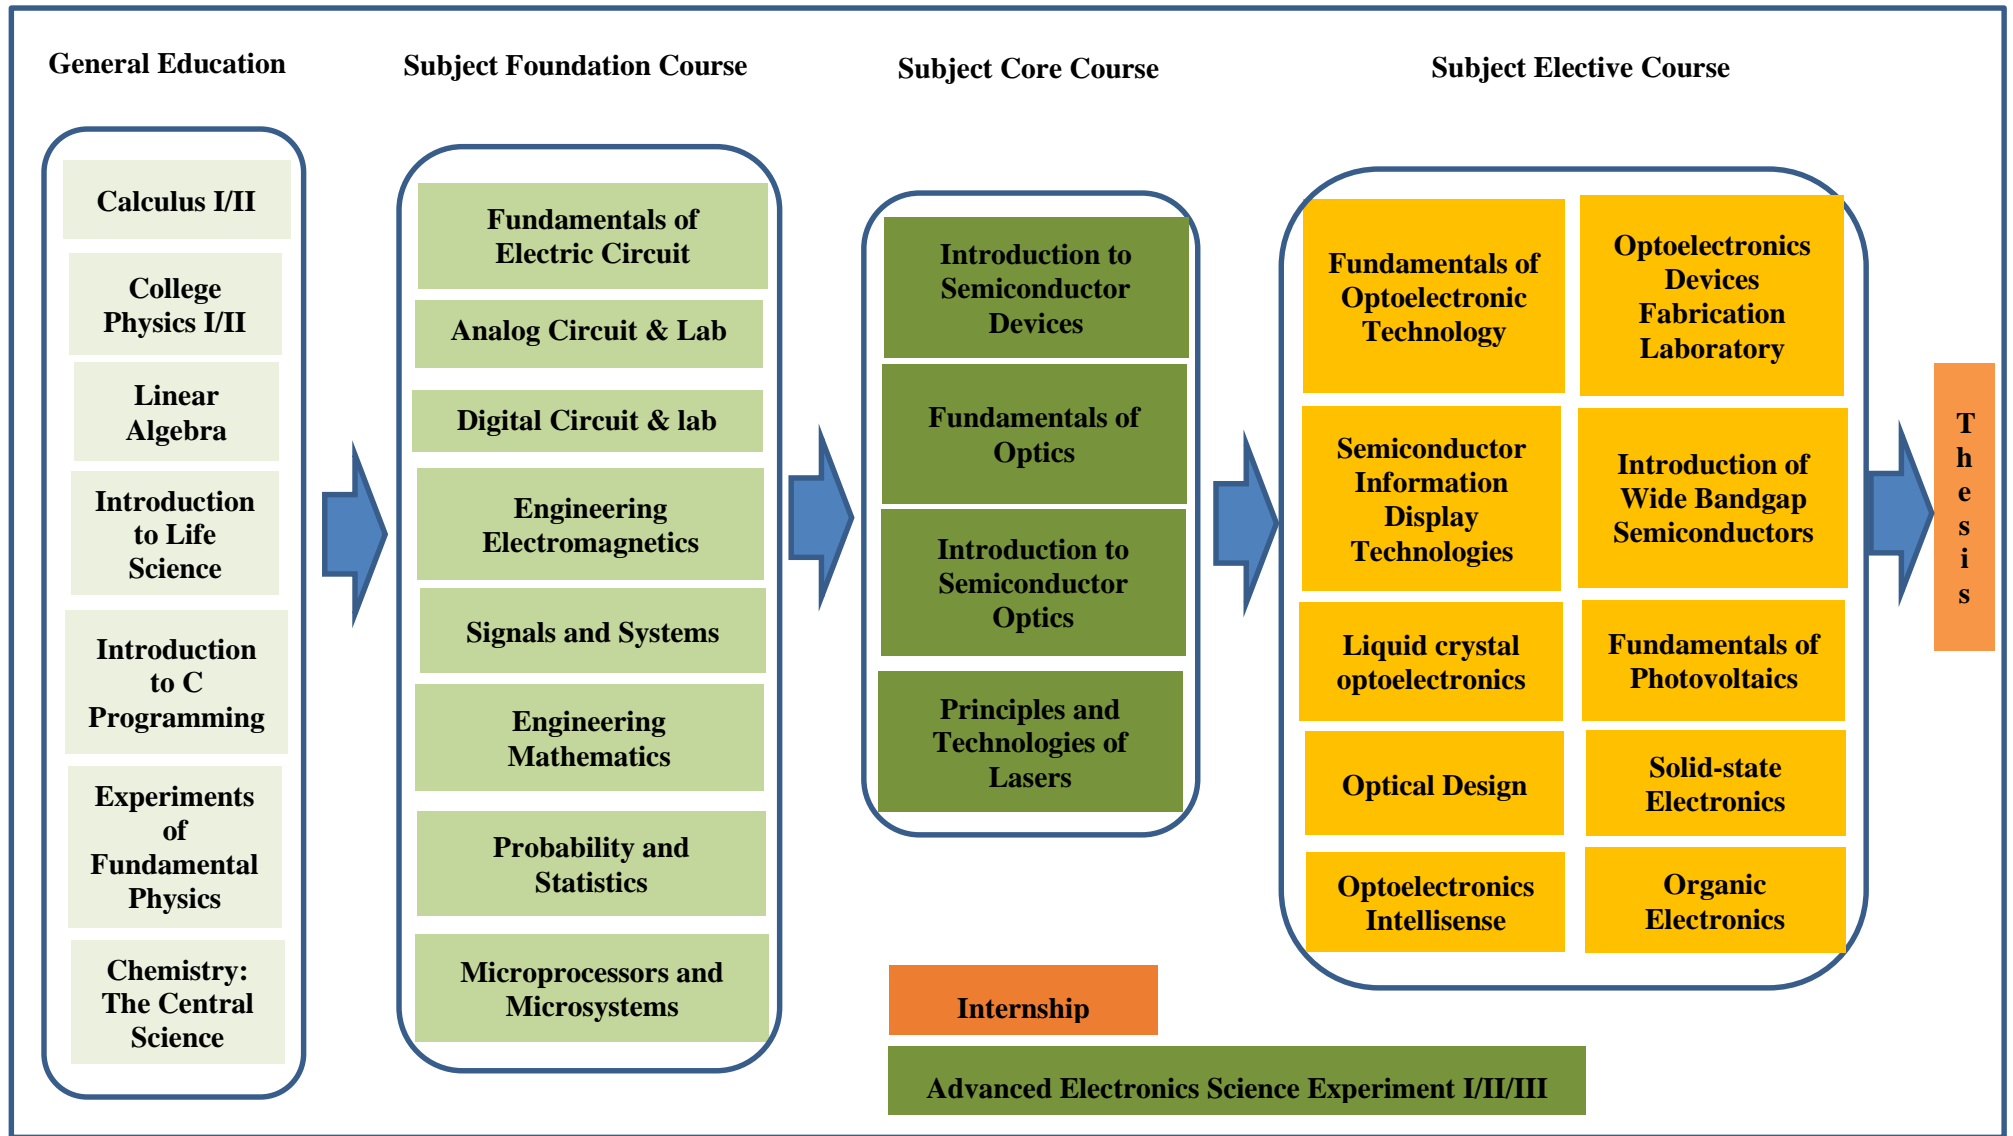 General Education
Subject Foundation Course
Subject Core Course
Subject Elective Course
Calculus I/II
College
Physics I/II
Linear
Algebra
Introduction
to Life
Science
Introduction
to C
Programming
Experiments
of
Fundamental
Physics
Chemistry:
The Central
Science
Fundamentals of
Electric Circuit
Analog Circuit & Lab
Digital Circuit & lab
Engineering
Electromagnetics
Signals and Systems
Engineering
Mathematics
Probability and
Statistics
Microprocessors and
Microsystems
Introduction to
Semiconductor
Devices
Fundamentals of
Optics
Introduction to
Semiconductor
Optics
Principles and
Technologies of
Lasers
Internship
Advanced Electronics Science Experiment I/II/III
Fundamentals of
Optoelectronic
Technology
Semiconductor
Information
Display
Technologies
Liquid crystal
optoelectronics
Optical Design
Optoelectronics
Intellisense
Optoelectronics
Devices
Fabrication
Laboratory
Introduction of
Wide Bandgap
Semiconductors
Fundamentals of
Photovoltaics
Solid-state
Electronics
Organic
Electronics
T
h
e
s
i
s